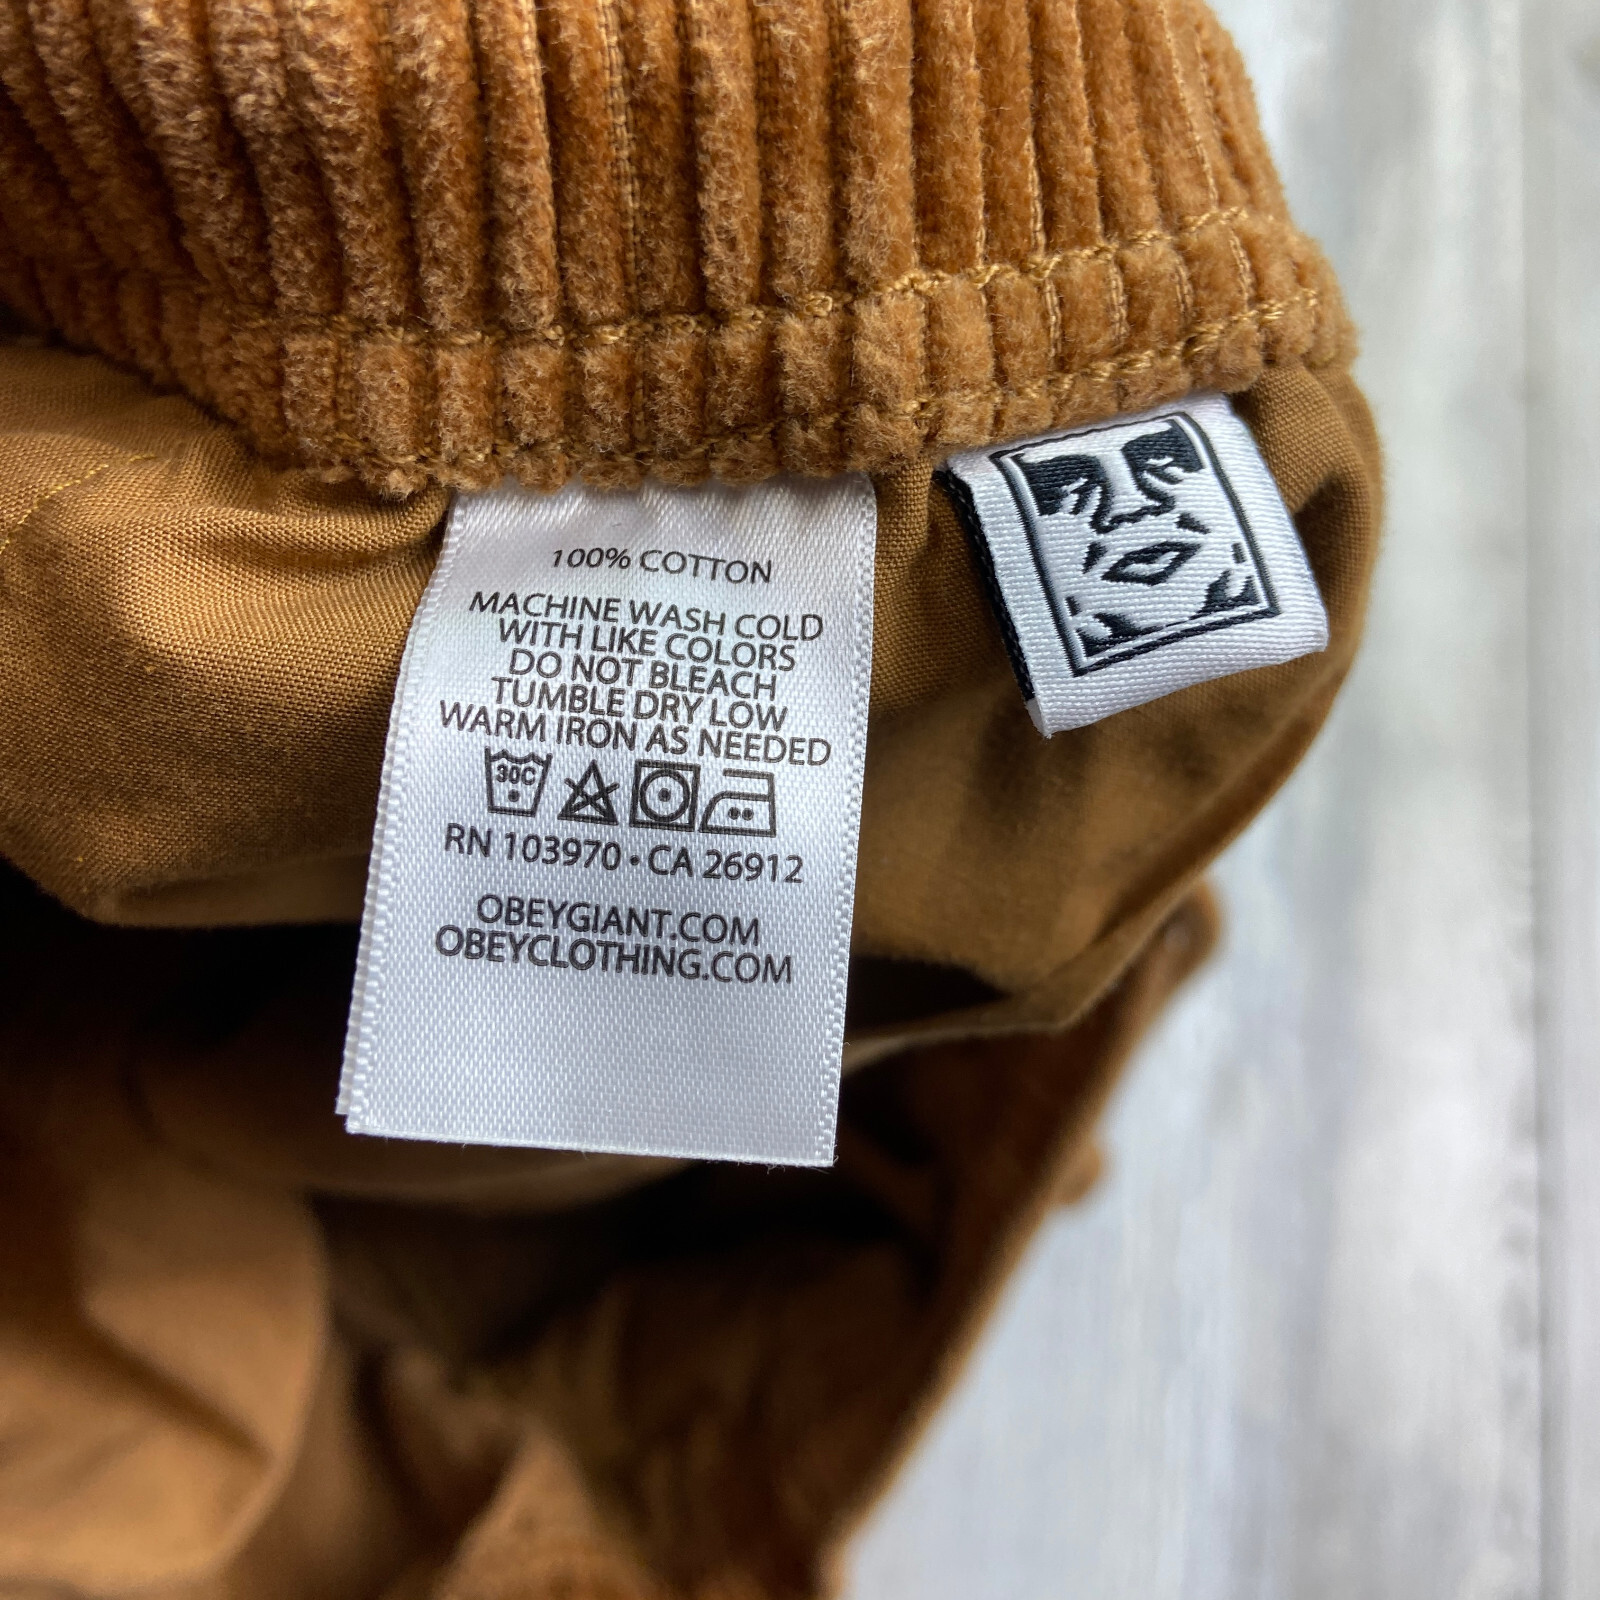 100% COTTON
MACHINE WASH COLD
WITH LIKE COLORS
DO NOT BLEACH
TUMBLE DRY LOW
WARM IRON AS NEEDED
30C
RN 103970 • CA 26912
OBEYGIANT.COM
OBEYCLOTHING.COM